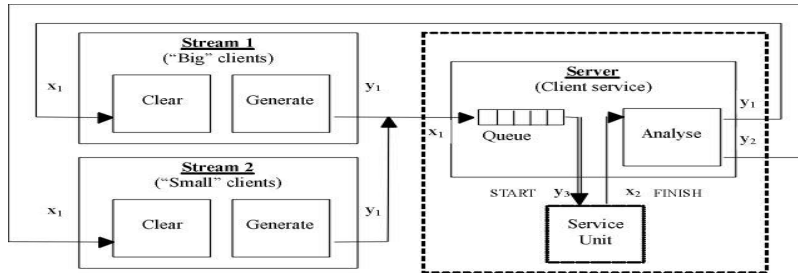 Stream 1
("Big" clients)
x₁
Clear
Generate
y₁
Stream 2
("Small" clients)
x₁
Clear
Generate
y₁
Server
(Client service)
x₁
Queue
Analyse
y₁
y₂
START
y₃
x₂
FINISH
Service
Unit